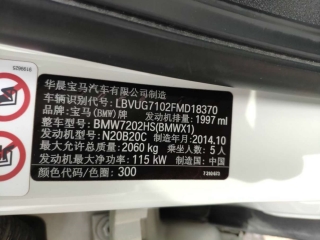 华晨宝马汽车有限公司制造
车辆识别代号: LBVUG7102FMD18370
品牌: 宝马(BMW)牌 发动机排量: 1997 ml
整车型号: BMW7202HS(BMWX1)
发动机型号: N20B20C 制造年月: 2014.10
最大允许总质量: 2060 kg 乘坐人数: 5 人
发动机最大净功率: 115 kW 制造国: 中国
颜色代码/色圈: 300